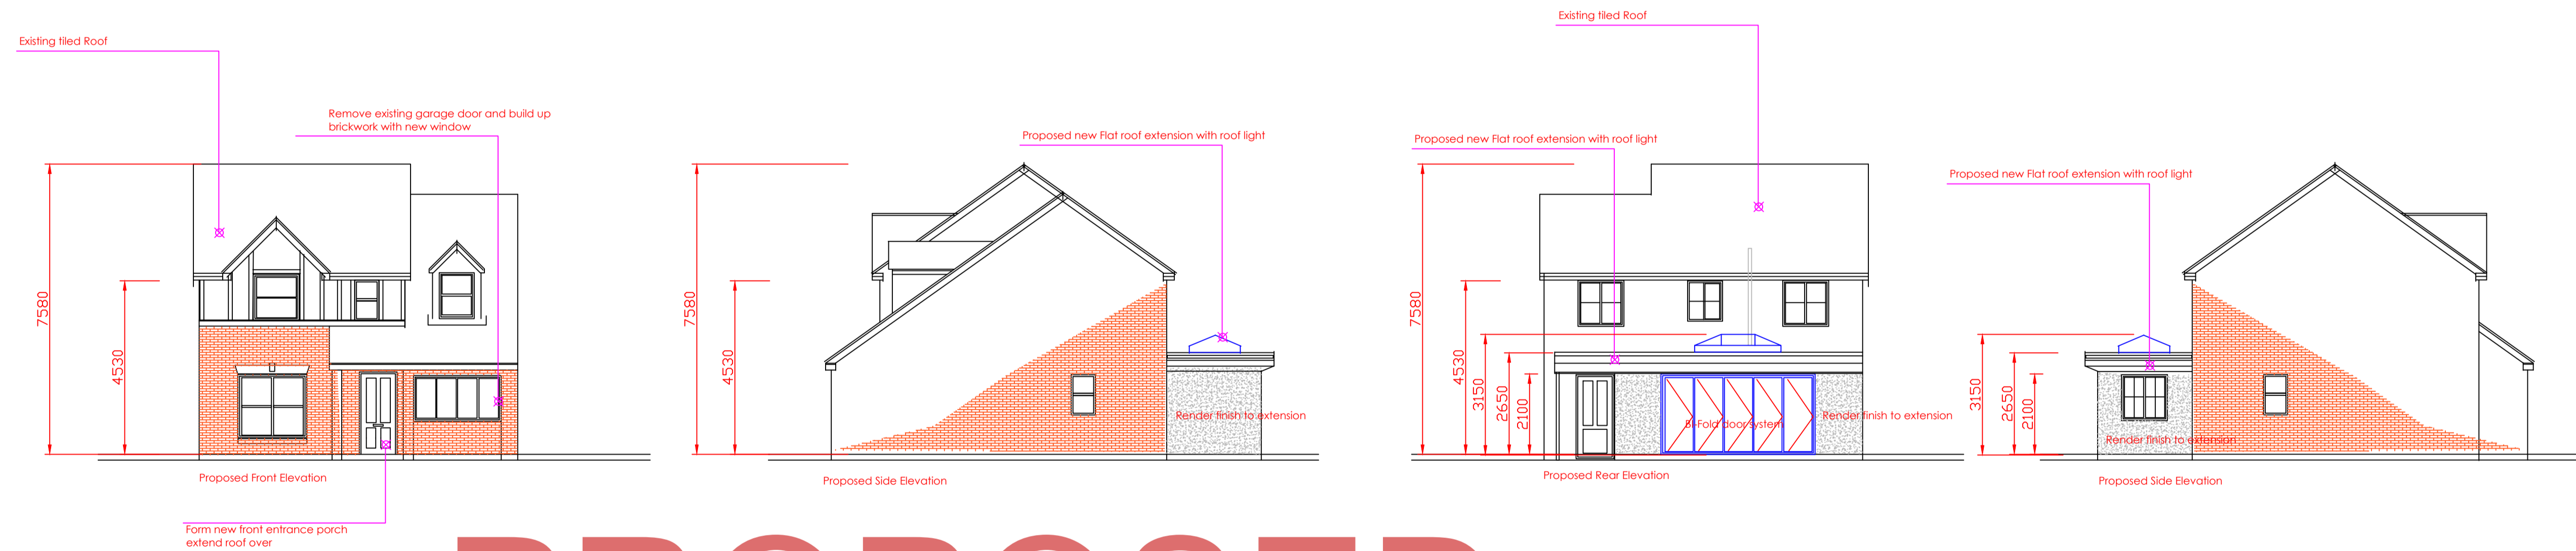 Existing tiled Roof
Remove existing garage door and build up
brickwork with new window
7580
4530
Proposed Front Elevation
Form new front entrance porch
extend roof over
Proposed new Flat roof extension with roof light
7580
4530
Render finish to extension
Proposed Side Elevation
Existing tiled Roof
Proposed new Flat roof extension with roof light
7580
4530
3150
2650
2100
Bi-Fold door system
Render finish to extension
Proposed Rear Elevation
Proposed new Flat roof extension with roof light
3150
2650
2100
Render finish to extension
Proposed Side Elevation